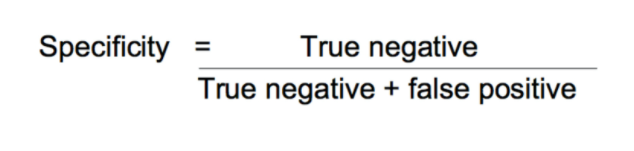 Specificity = True negative
True negative + false positive